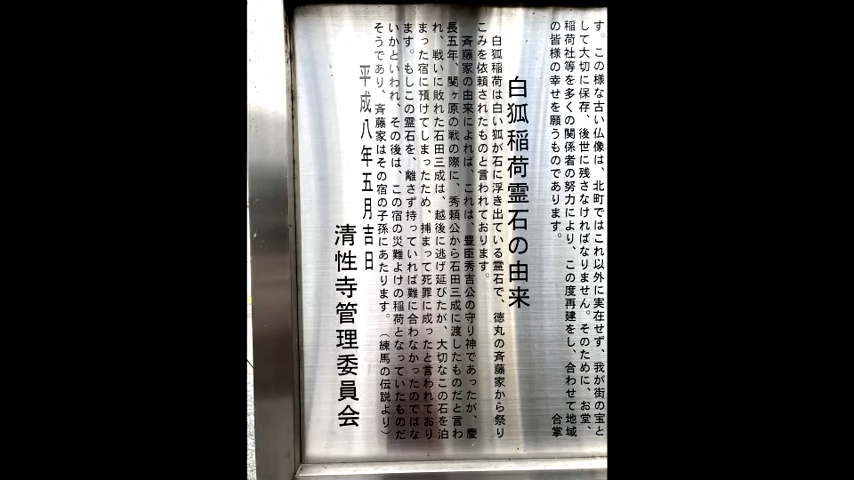 す。この様な古い仏像は、北町ではこれ以外に実在せず、我が街の宝と
して大切に保存、後世に残さなければなりません。そのために、お堂、
稲荷社等を多くの関係者の努力により、この度再建をし、合わせて地域
の皆様の幸せを願うものであります。
合掌
白狐稲荷霊石の由来
白狐稲荷は白い狐が石に浮き出ている霊石で、徳丸の斉藤家から祭り
こみを依頼されたものと言われております。
斉藤家の由来によれば、これは、豊臣秀吉公の守り神であったが、慶
長五年、関ヶ原の戦の際に、秀頼公から石田三成に渡したものだと言わ
れ、戦いに敗れた石田三成は、越後に逃げ延びたが、大切なこの石を泊
まった宿に預けてしまったため、捕まって死罪に成ったと言われており
ます。もしこの霊石を、離さず持っていれば難に合わなかったのではな
いかといわれ、その後は、この宿の災難よけの稲荷となっていたものだ
そうであり、斉藤家はその宿の子孫にあたります。（練馬の伝説より）
平成八年五月吉日
清性寺管理委員会